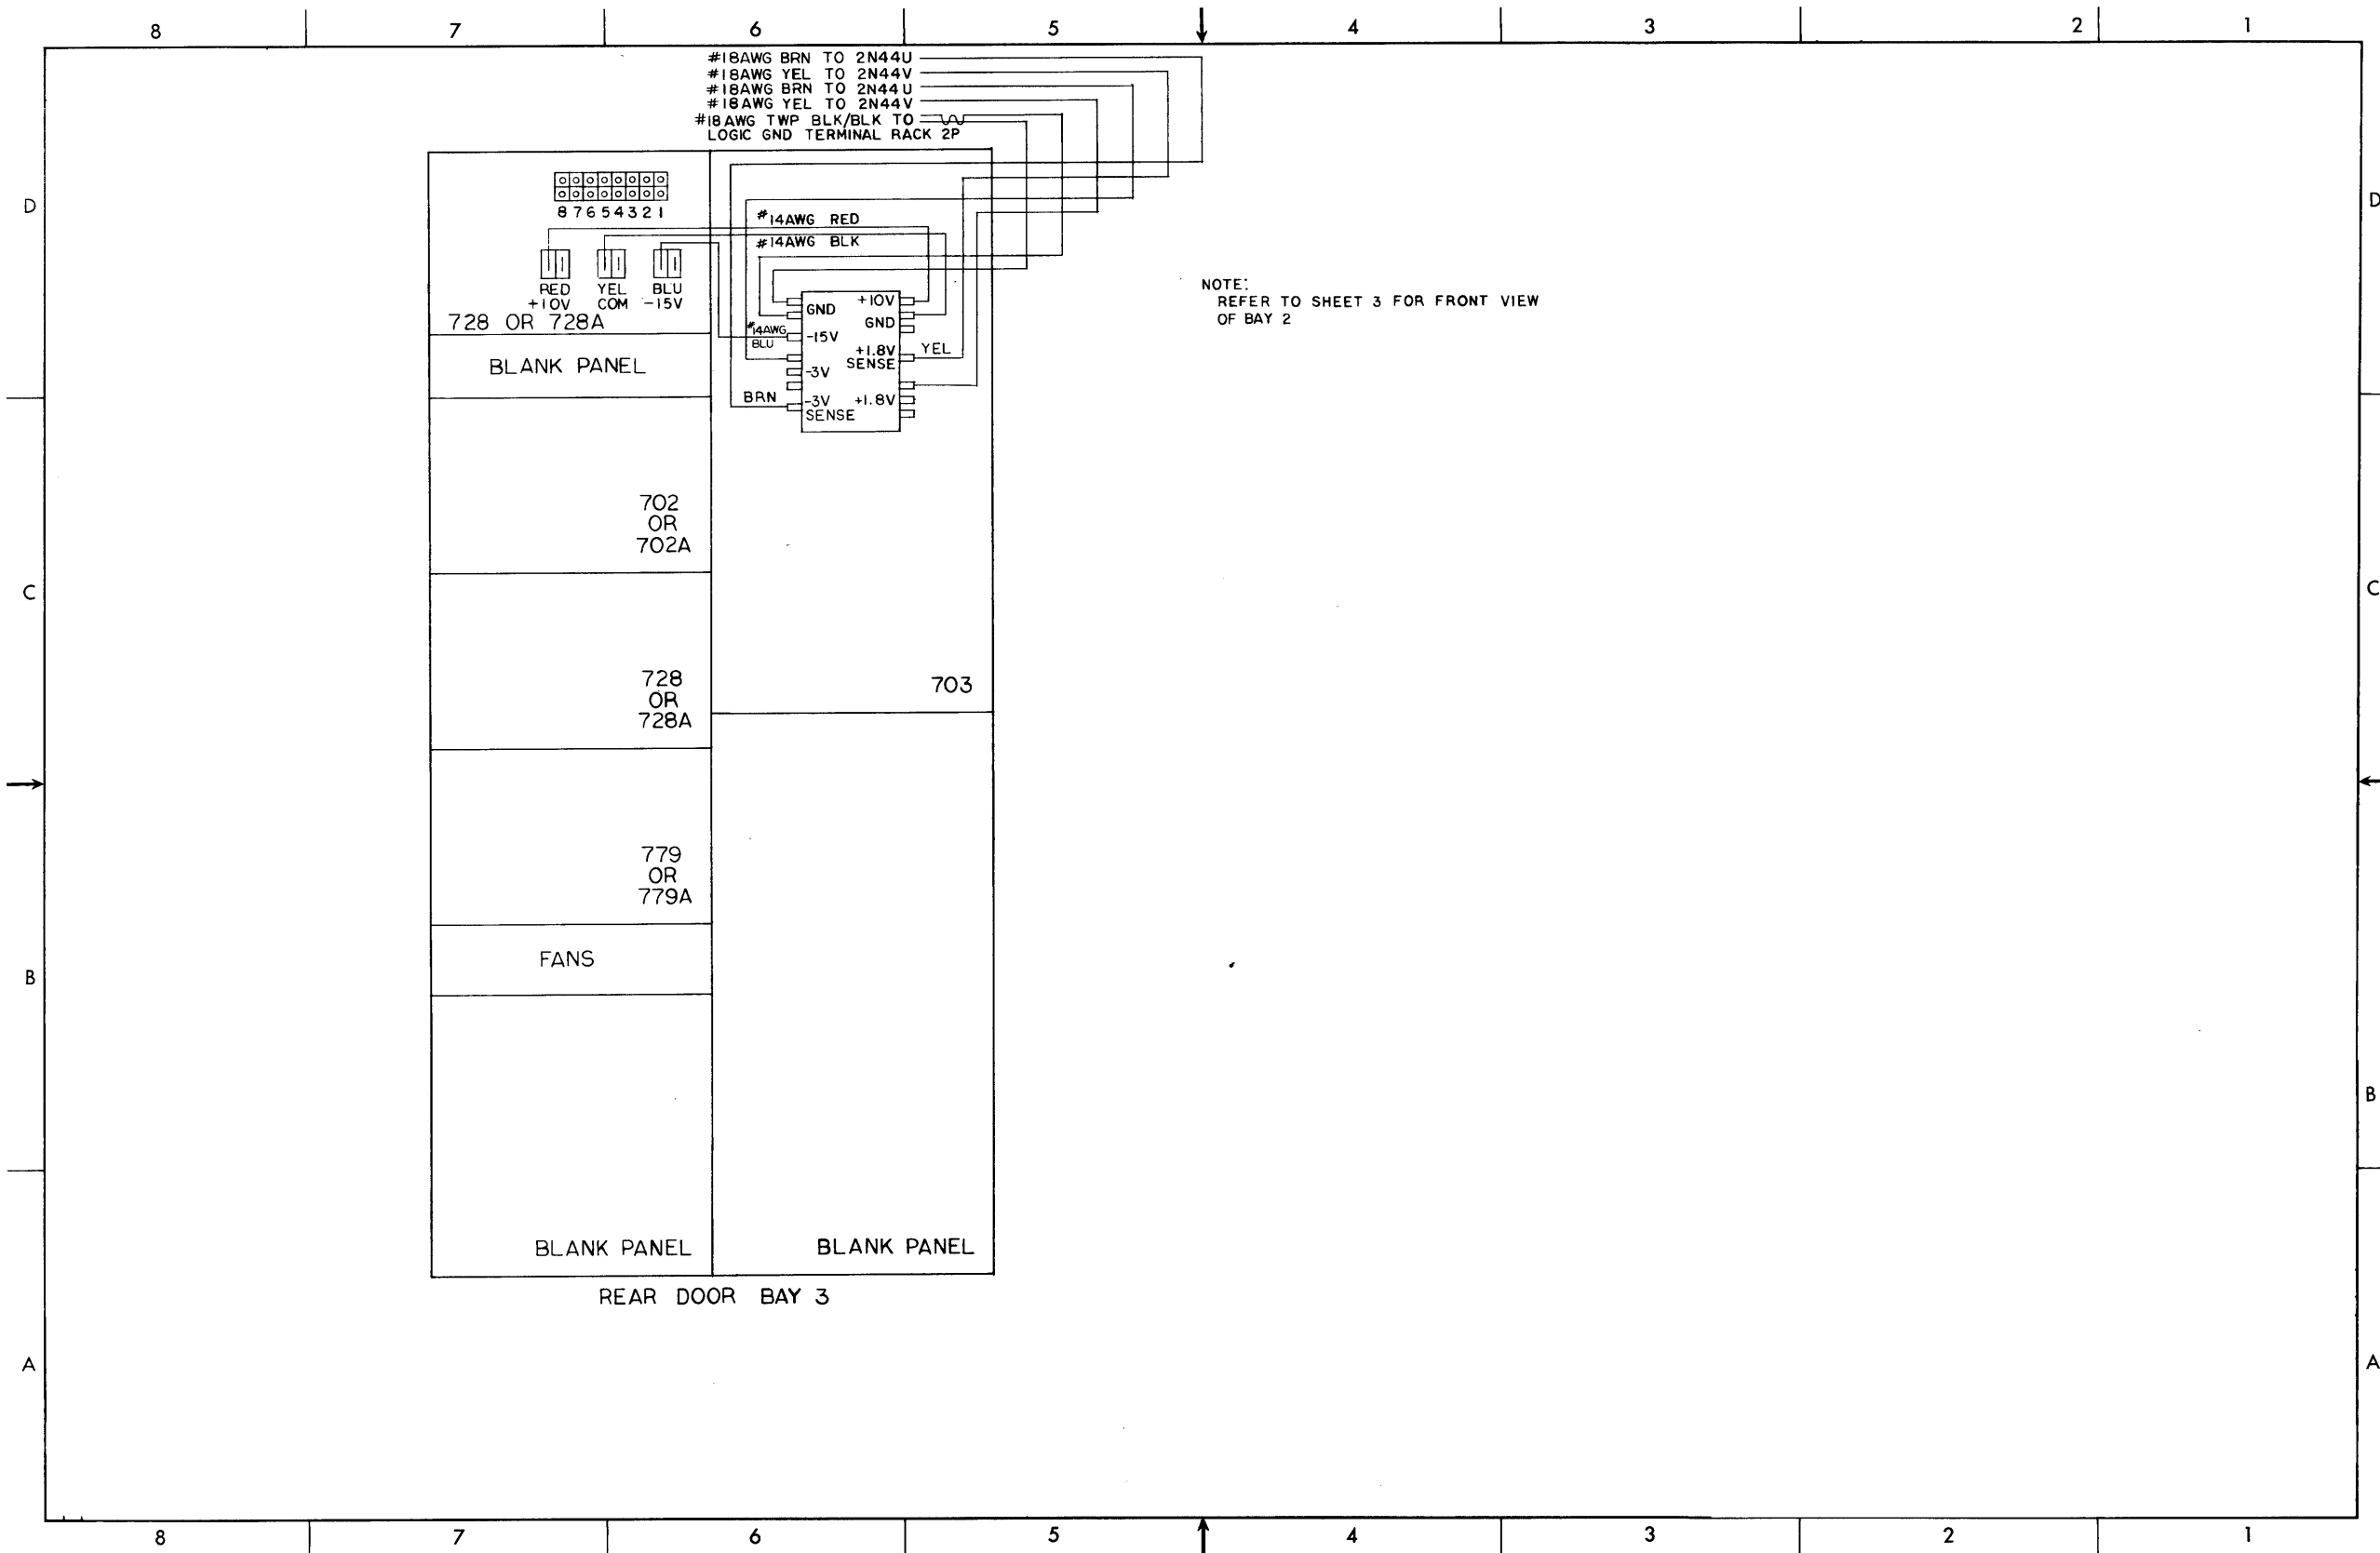 8 7 6 5 4 3 2 1
#18AWG BRN TO 2N44U
#18AWG YEL TO 2N44V
#18AWG BRN TO 2N44U
#18AWG YEL TO 2N44V
#18AWG TWP BLK/BLK TO
LOGIC GND TERMINAL RACK 2P
D
D
8 7 6 5 4 3 2 1
#14AWG RED
#14AWG BLK
RED YEL BLU
+10V COM -15V
728 OR 728A
GND
+10V
GND
#14AWG
BLU
-15V
+1.8V
SENSE
YEL
-3V
BRN
-3V
SENSE
+1.8V
NOTE:
REFER TO SHEET 3 FOR FRONT VIEW
OF BAY 2
BLANK PANEL
702
OR
702A
C
C
728
OR
728A
703
779
OR
779A
FANS
B
B
BLANK PANEL
BLANK PANEL
REAR DOOR BAY 3
A
A
8 7 6 5 4 3 2 1